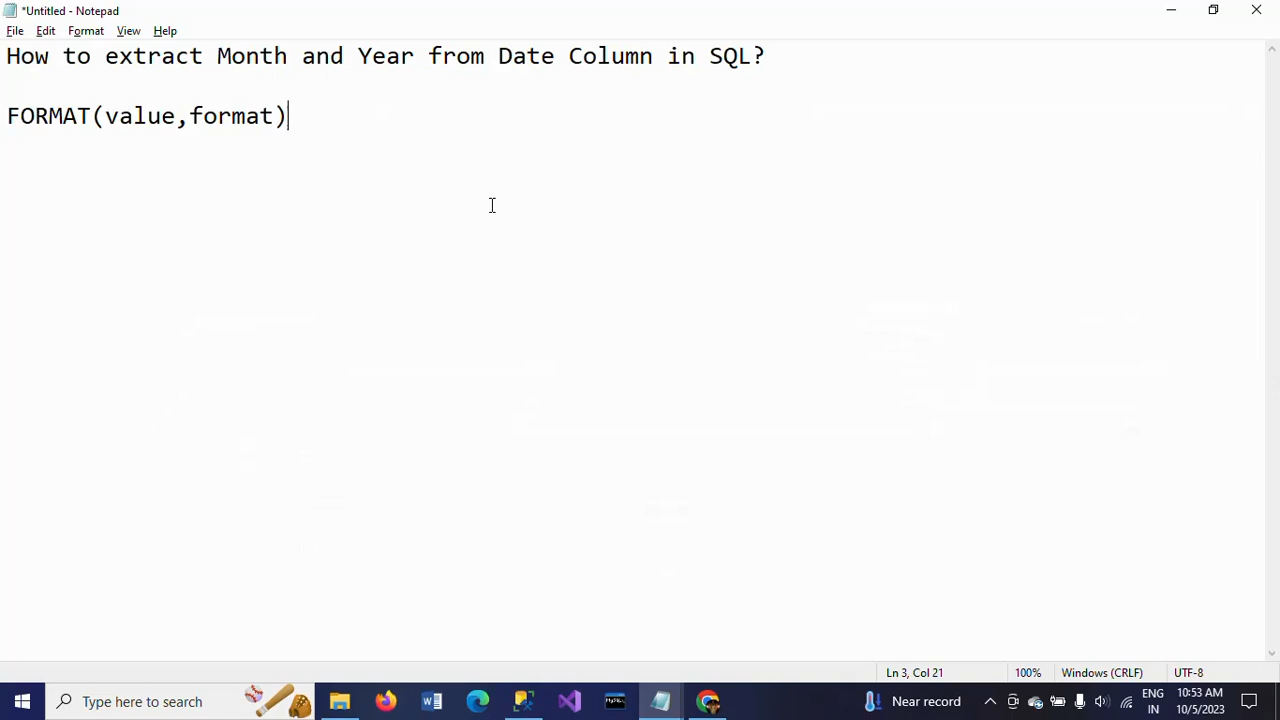 *Untitled - Notepad
File Edit Format View Help
How to extract Month and Year from Date Column in SQL?
FORMAT(value,format)
Ln 3, Col 21 100% Windows (CRLF) UTF-8
Type here to search
Near record
ENG
IN
10:53 AM
10/5/2023